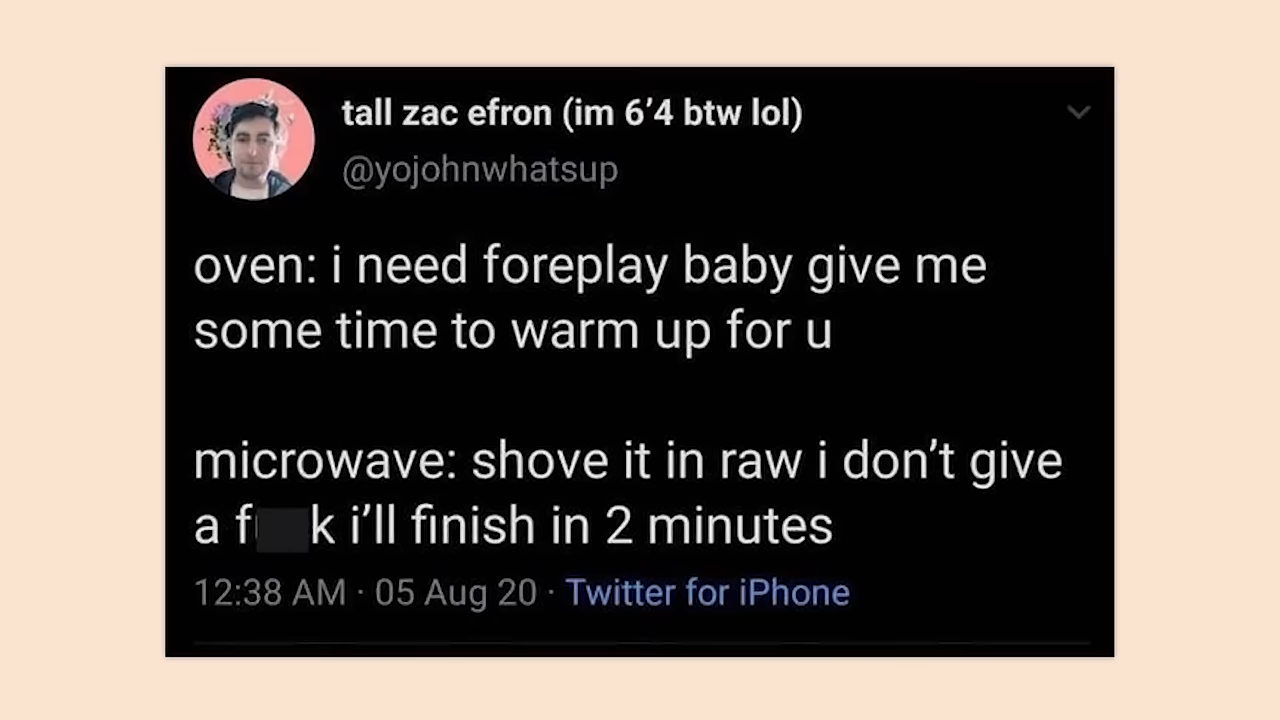 tall zac efron (im 6’4 btw lol)
@yojohnwhatsup
oven: i need foreplay baby give me
some time to warm up for u
microwave: shove it in raw i don’t give
a f k i’ll finish in 2 minutes
12:38 AM · 05 Aug 20 · Twitter for iPhone